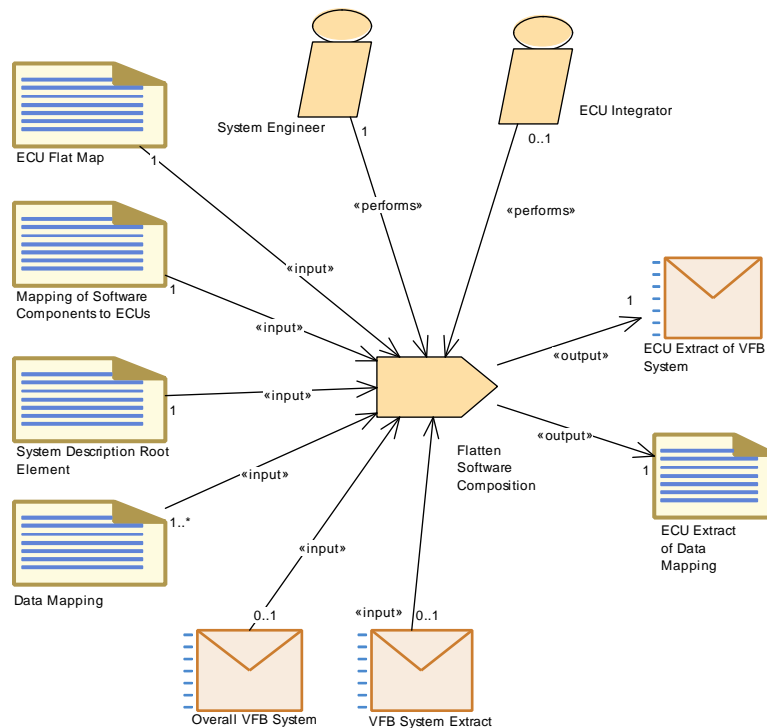 System Engineer
1
ECU Integrator
0..1
ECU Flat Map
1
«performs»
«performs»
«input»
Mapping of Software
Components to ECUs
1
«input»
1
ECU Extract of VFB
System
«output»
System Description Root
Element
1
«input»
Flatten
Software
Composition
«output»
1
ECU Extract
of Data
Mapping
Data Mapping
1..*
«input»
«input»
0..1
Overall VFB System
«input»
0..1
VFB System Extract